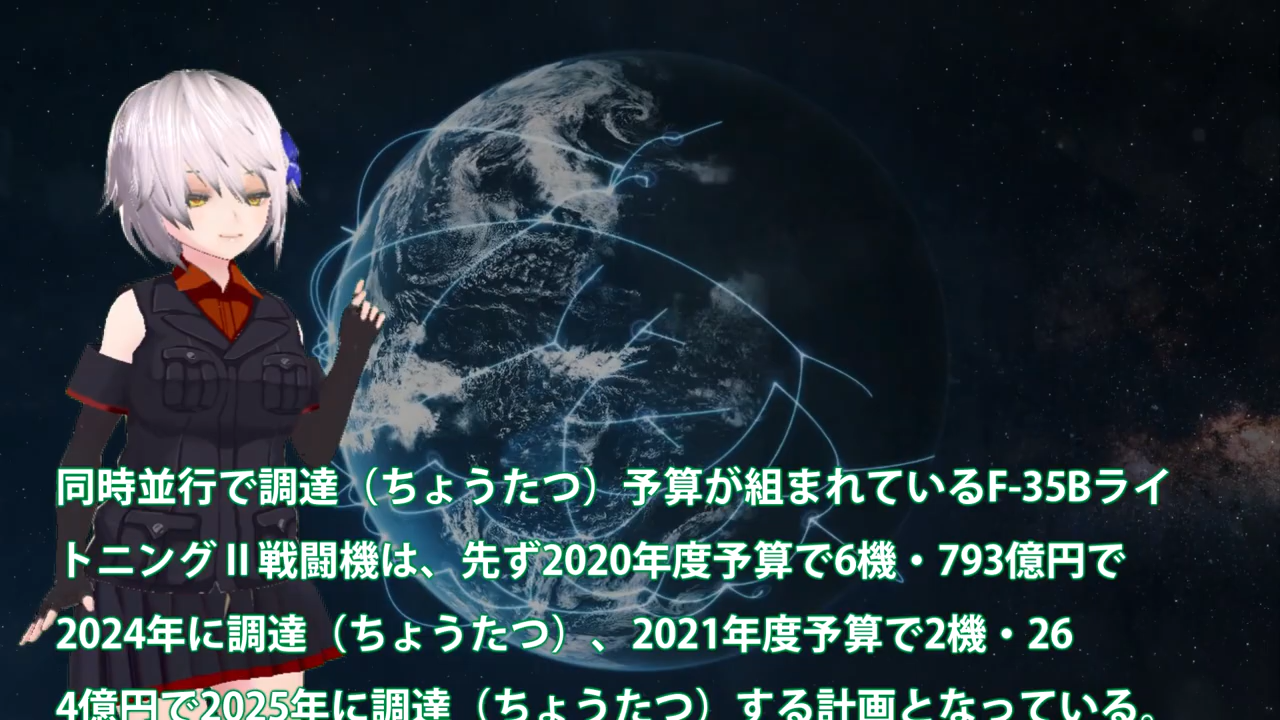 同時並行で調達（ちょうたつ）予算が組まれているF-35Bライ
トニングⅡ戦闘機は、先ず2020年度予算で6機・793億円で
2024年に調達（ちょうたつ）、2021年度予算で2機・26
4億円で2025年に調達（ちょうたつ）する計画となっている。